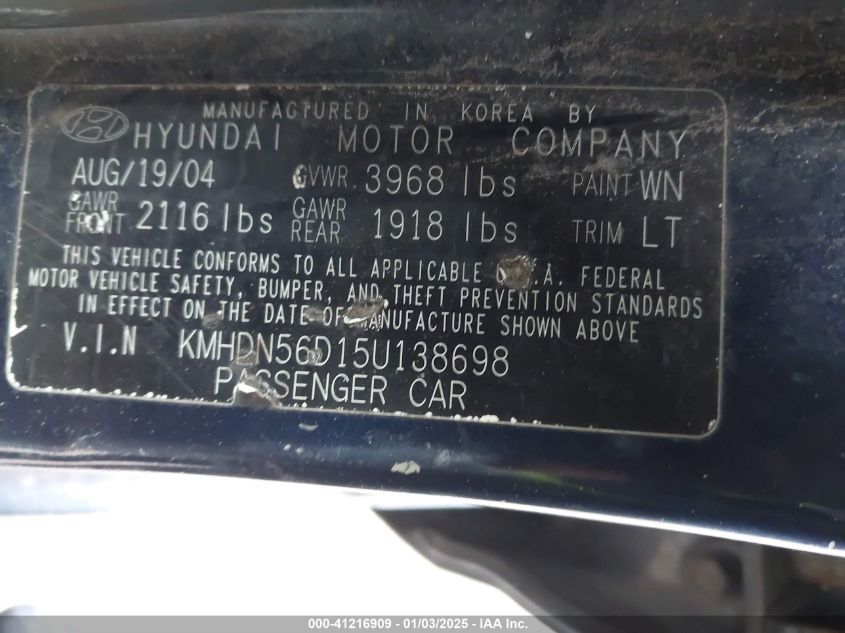 MANUFACTURED IN KOREA BY
HYUNDAI MOTOR COMPANY
AUG/19/04 GVWR 3968 lbs PAINT WN
GAWR FRONT 2116 lbs GAWR REAR 1918 lbs TRIM LT
THIS VEHICLE CONFORMS TO ALL APPLICABLE U.S.A. FEDERAL
MOTOR VEHICLE SAFETY, BUMPER, AND THEFT PREVENTION STANDARDS
IN EFFECT ON THE DATE OF MANUFACTURE SHOWN ABOVE
V.I.N KMHDN56D15U138698
PASSENGER CAR
000-41216909 — 01/03/2025 — IAA Inc.